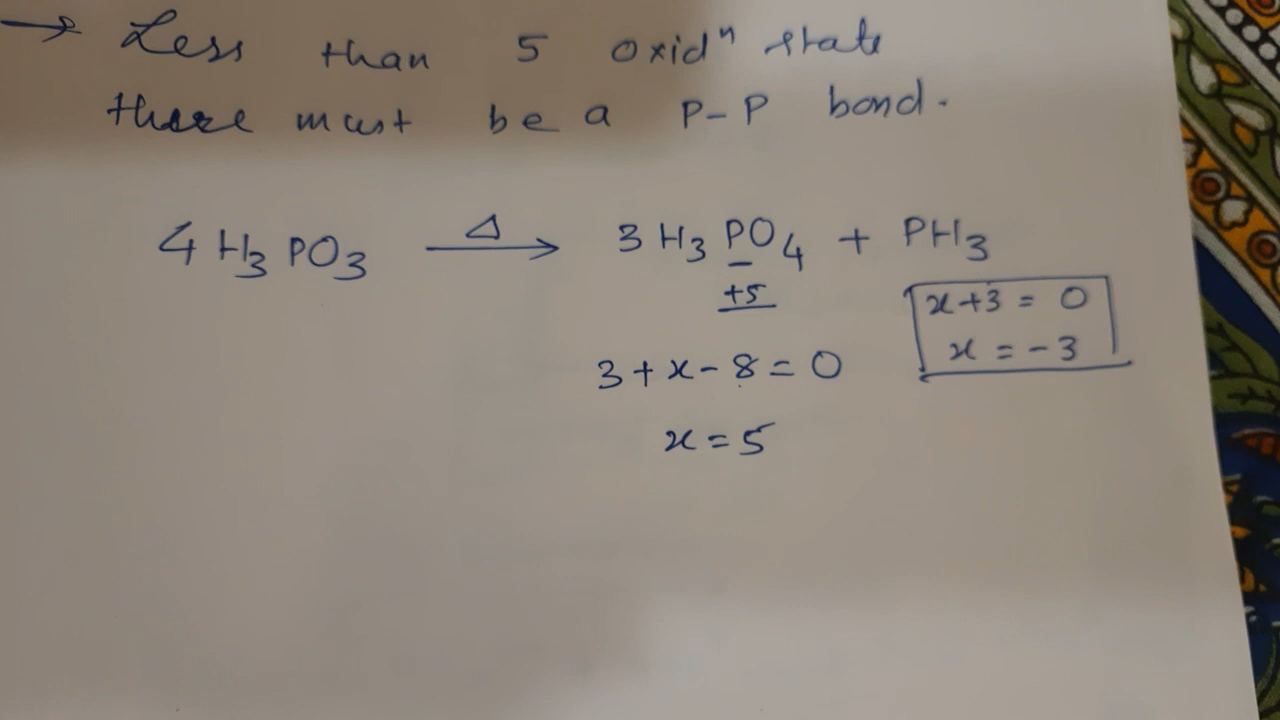 → Less than 5 oxidⁿ state
there must be a P-P bond.
4 H₃ PO₃ —Δ→ 3 H₃ PO₄ + PH₃
+5
x+3 = 0
x = -3
3 + x - 8 = 0
x = 5